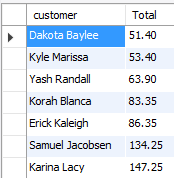 customer Total
Dakota Baylee 51.40
Kyle Marissa 53.40
Yash Randall 63.90
Korah Blanca 83.35
Erick Kaleigh 86.35
Samuel Jacobsen 134.25
Karina Lacy 147.25